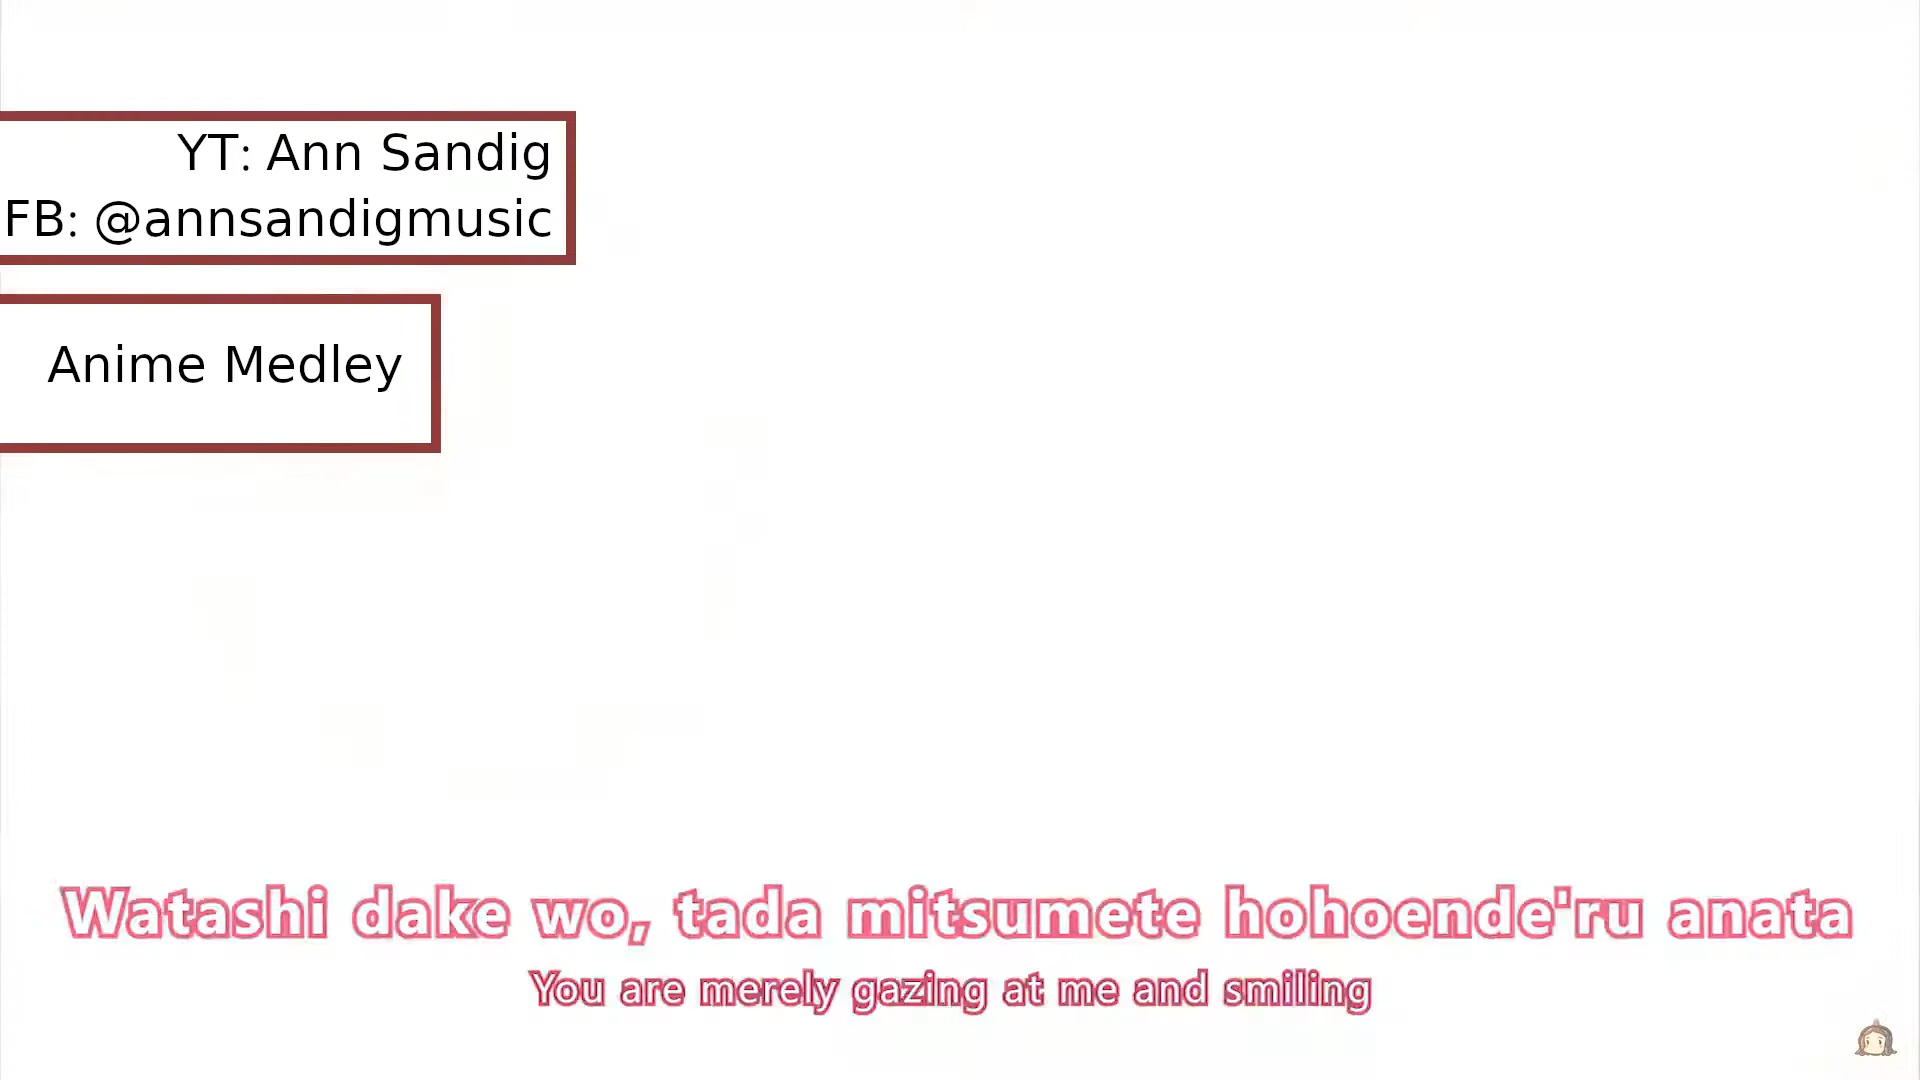 YT: Ann Sandig
FB: @annsandigmusic
Anime Medley
Watashi dake wo, tada mitsumete hohoende'ru anata
You are merely gazing at me and smiling